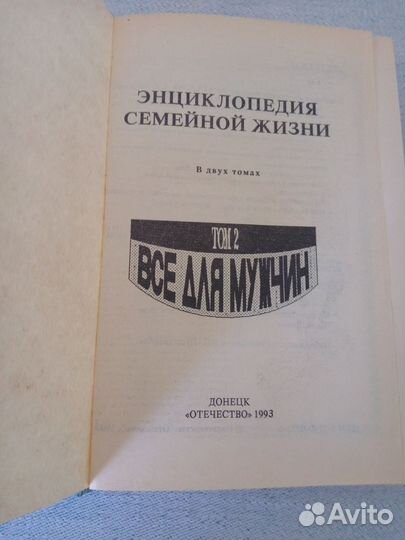 ЭНЦИКЛОПЕДИЯ
СЕМЕЙНОЙ ЖИЗНИ
В двух томах
ТОМ 2
ВСЕ ДЛЯ МУЖЧИН
ДОНЕЦК
«ОТЕЧЕСТВО» 1993
Avito